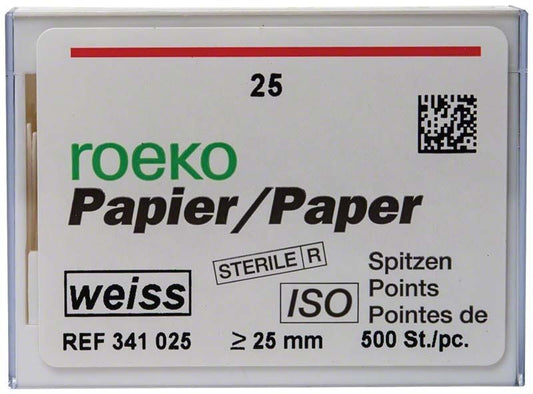 25
roeko
Papier/Paper
STERILE R
weiss
ISO
Spitzen
Points
Pointes de
REF 341 025
≥ 25 mm
500 St./pc.